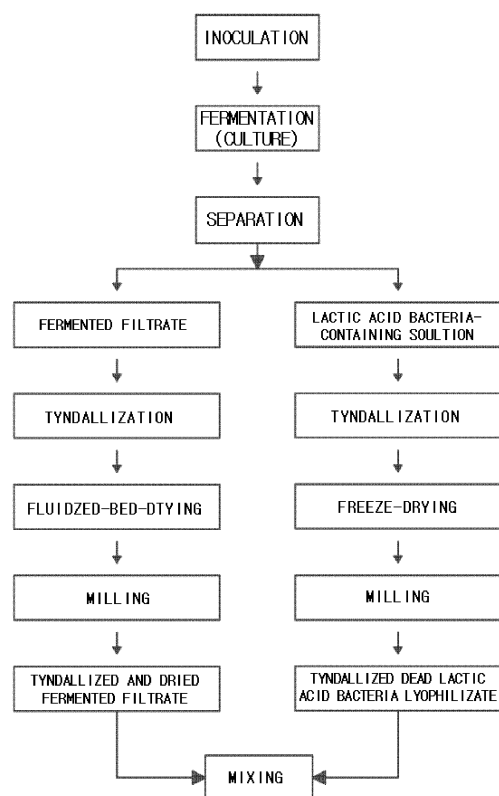 INOCULATION
FERMENTATION
(CULTURE)
SEPARATION
FERMENTED FILTRATE
LACTIC ACID BACTERIA-
CONTAINING SOULTION
TYNDALLIZATION
TYNDALLIZATION
FLUIDZED-BED-DTYING
FREEZE-DRYING
MILLING
MILLING
TYNDALLIZED AND DRIED
FERMENTED FILTRATE
TYNDALLIZED DEAD LACTIC
ACID BACTERIA LYOPHILIZATE
MIXING